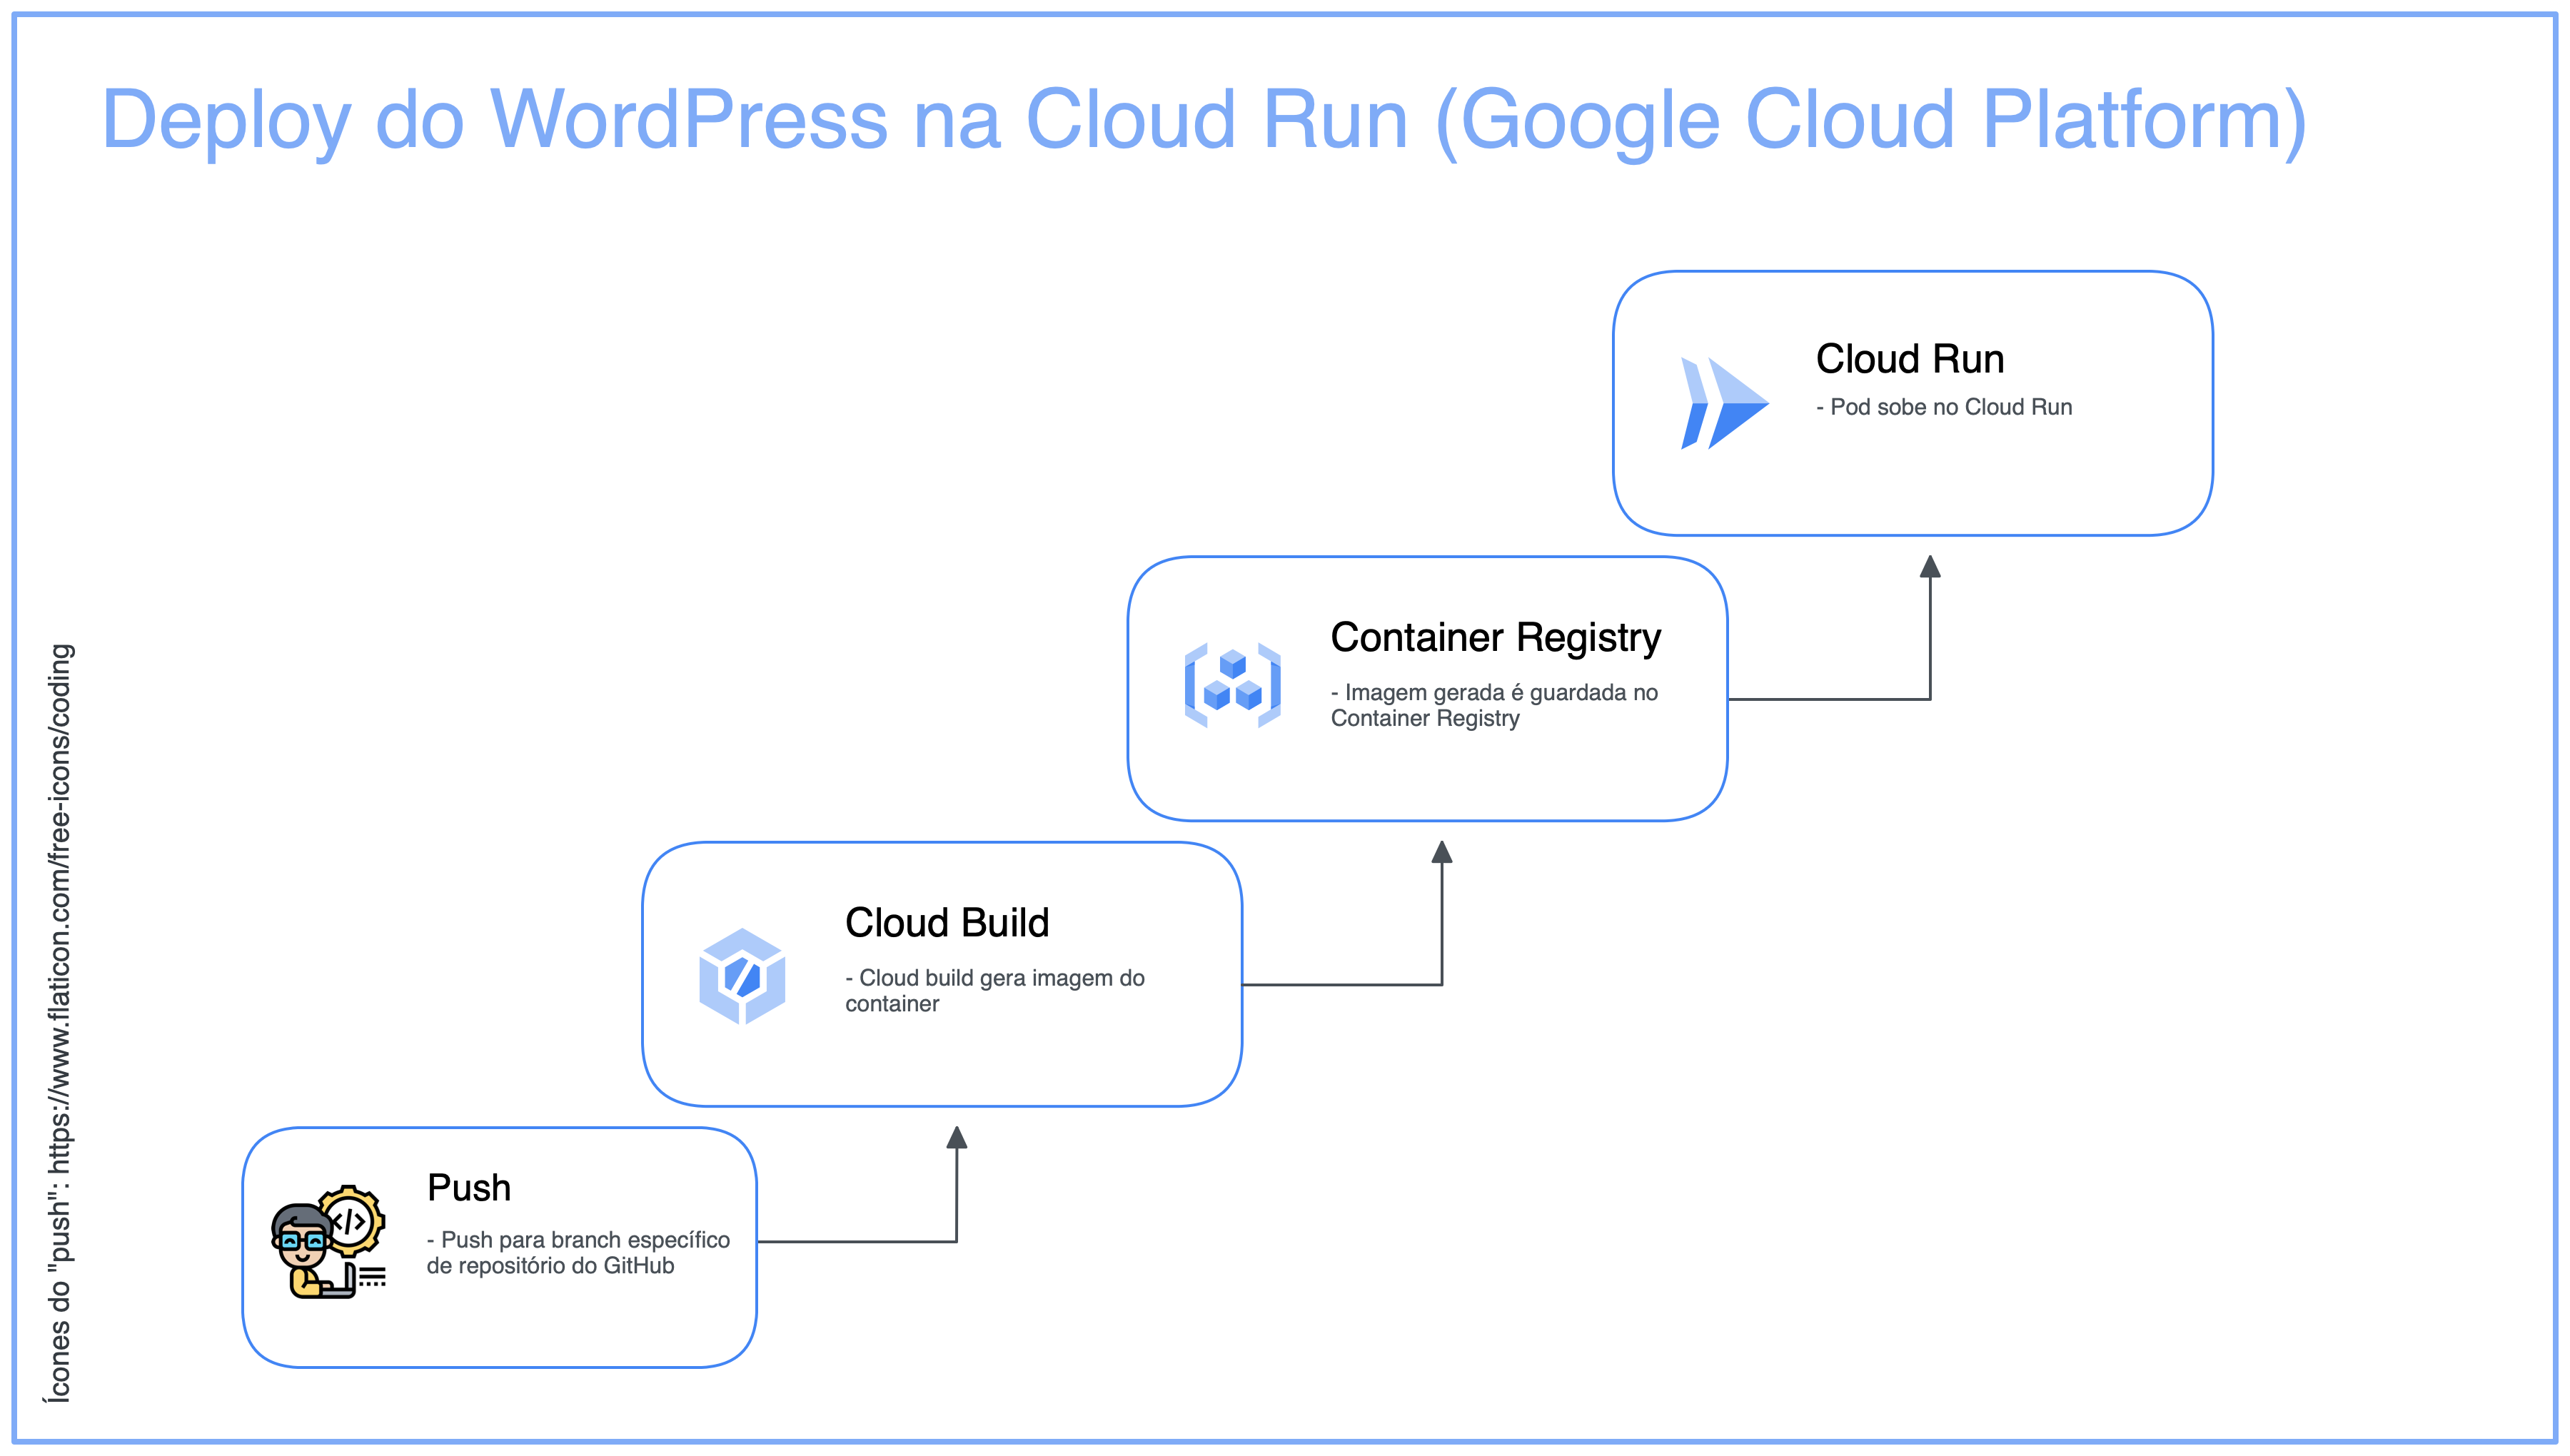 Deploy do WordPress na Cloud Run (Google Cloud Platform)
Cloud Run
- Pod sobe no Cloud Run
Container Registry
- Imagem gerada é guardada no
Container Registry
Cloud Build
- Cloud build gera imagem do
container
Push
- Push para branch específico
de repositório do GitHub
</>
Ícones do "push": https://www.flaticon.com/free-icons/coding